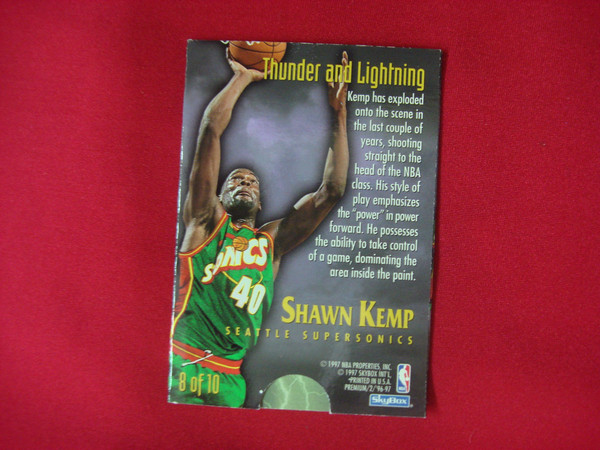 Thunder and Lightning
Kemp has exploded
onto the scene in
the last couple of
years, shooting
straight to the
head of the NBA
class. His style of
play emphasizes
the "power" in power
forward. He possesses
the ability to take control
of a game, dominating the
area inside the paint.
SONICS
40
SHAWN KEMP
SEATTLE SUPERSONICS
8 of 10
© 1997 NBA PROPERTIES, INC.
© 1997 SKYBOX INT'L.
*PRINTED IN U.S.A.
PREMIUM/2/'96-97
NBA
SkyBox